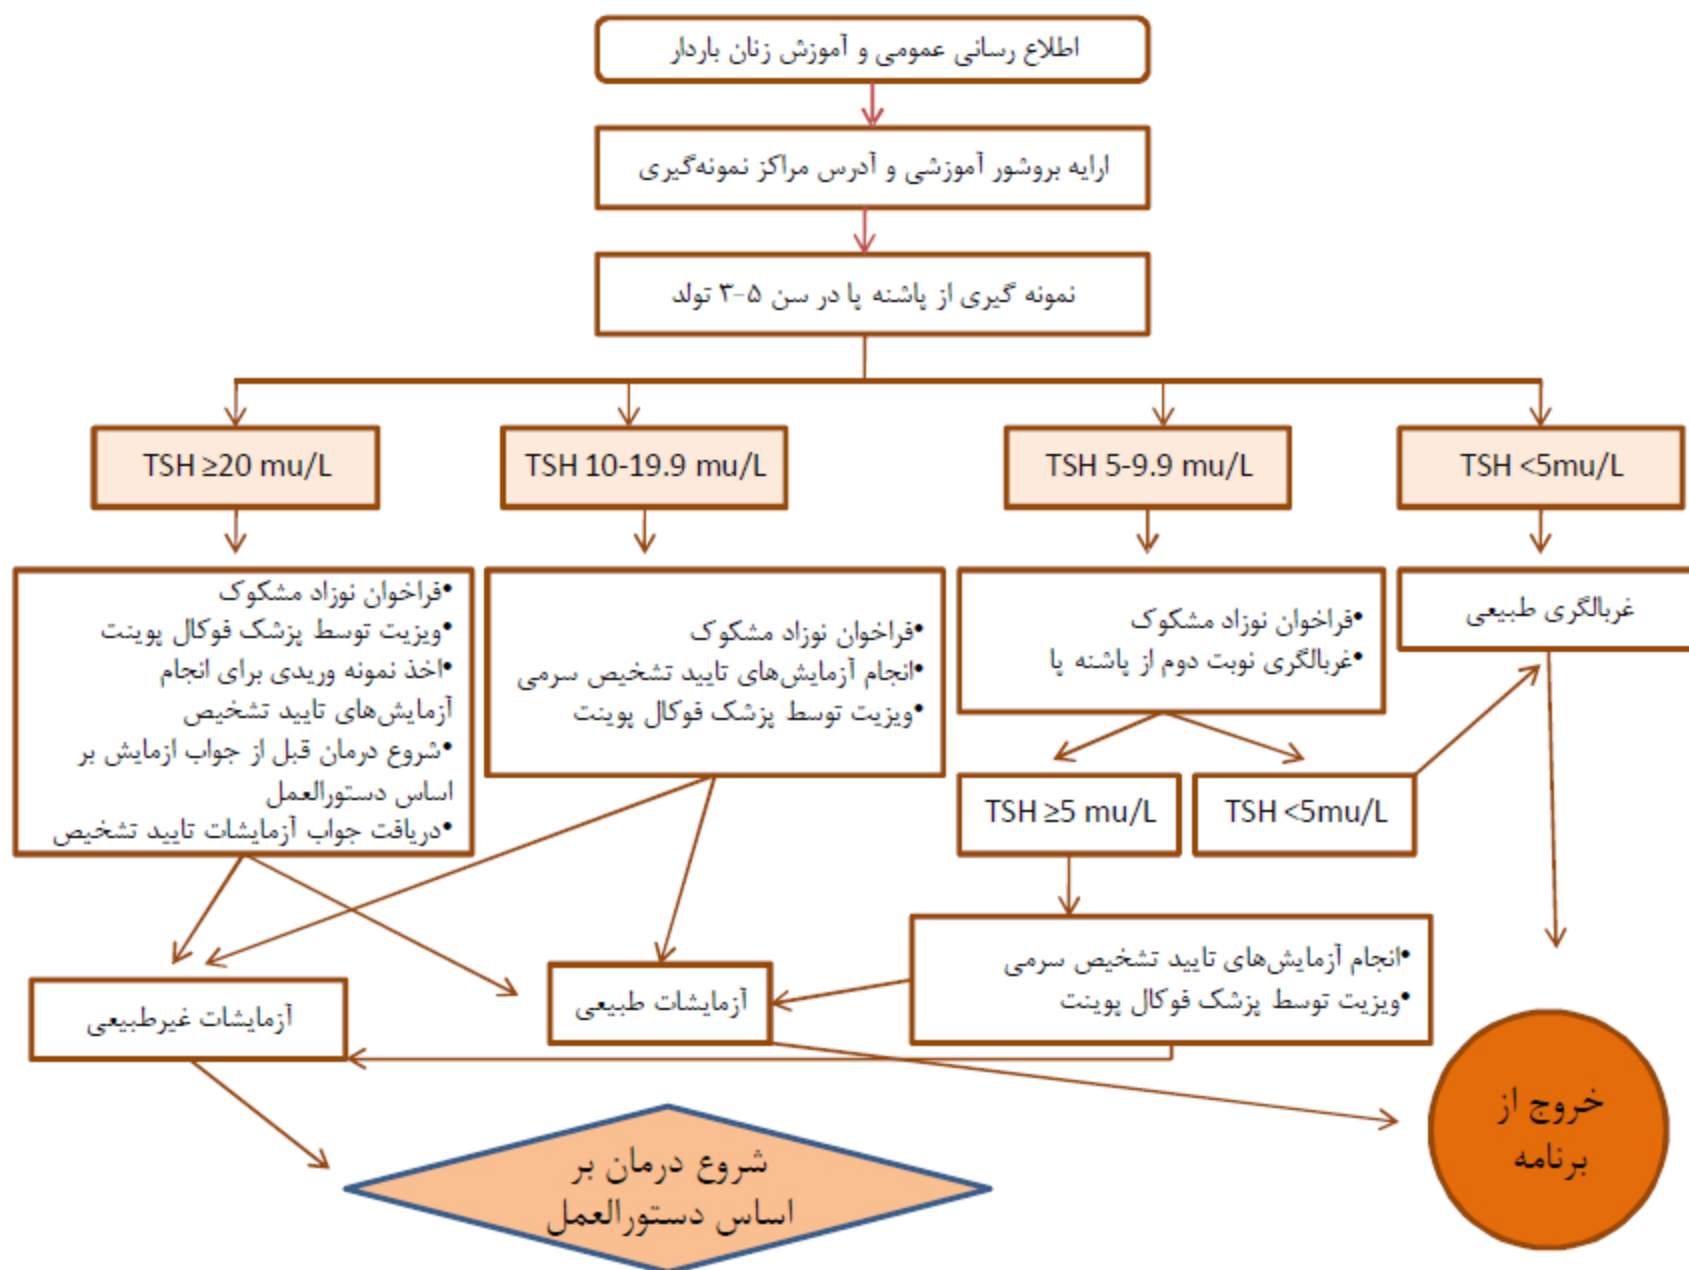 اطلاع رسانی عمومی و آموزش زنان باردار
ارایه بروشور آموزشی و آدرس مراکز نمونه‌گیری
نمونه گیری از پاشنه پا در سن ۵-۳ تولد
TSH ≥20 mu/L
TSH 10-19.9 mu/L
TSH 5-9.9 mu/L
TSH <5mu/L
•فراخوان نوزاد مشکوک
•ویزیت توسط پزشک فوکال پوینت
•اخذ نمونه وریدی برای انجام
آزمایش‌های تایید تشخیص
•شروع درمان قبل از جواب ازمایش بر
اساس دستورالعمل
•دریافت جواب آزمایشات تایید تشخیص
•فراخوان نوزاد مشکوک
•انجام آزمایش‌های تایید تشخیص سرمی
•ویزیت توسط پزشک فوکال پوینت
•فراخوان نوزاد مشکوک
•غربالگری نوبت دوم از پاشنه پا
غربالگری طبیعی
TSH ≥5 mu/L
TSH <5mu/L
•انجام آزمایش‌های تایید تشخیص سرمی
•ویزیت توسط پزشک فوکال پوینت
آزمایشات غیرطبیعی
آزمایشات طبیعی
شروع درمان بر
اساس دستورالعمل
خروج از
برنامه